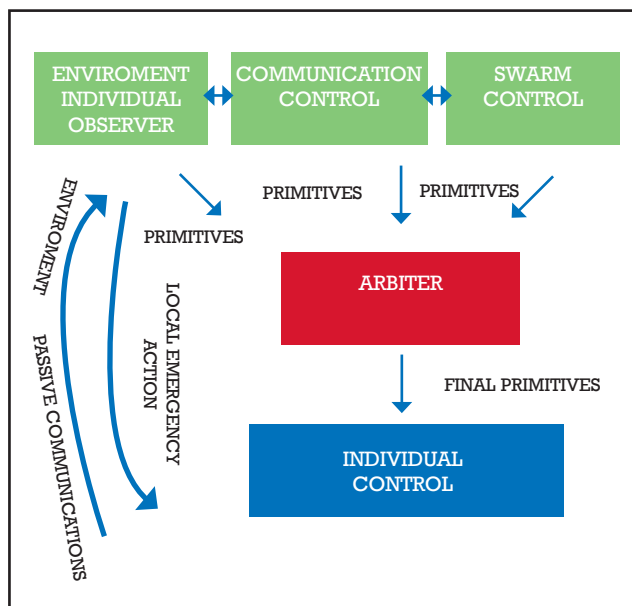 ENVIROMENT
INDIVIDUAL
OBSERVER
COMMUNICATION
CONTROL
SWARM
CONTROL
PRIMITIVES
PRIMITIVES
PRIMITIVES
ENVIROMENT
PASSIVE COMMUNICATIONS
LOCAL EMERGENCY
ACTION
ARBITER
FINAL PRIMITIVES
INDIVIDUAL
CONTROL